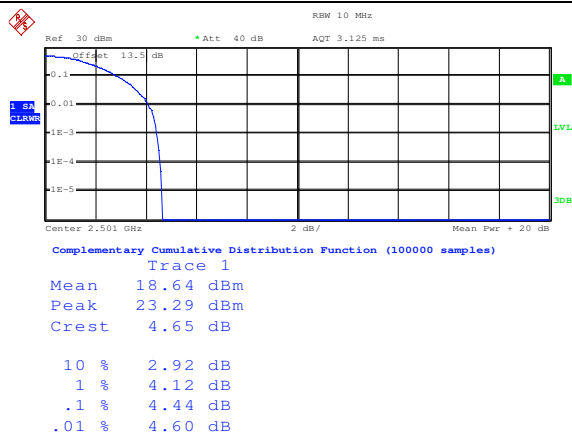 R S
RBW 10 MHz
Ref 30 dBm *Att 40 dB AQT 3.125 ms
Offset 13.5 dB
0.1
A
0.01
1 SA
CLRWR
LVL
1E-3
1E-4
1E-5
3DB
Center 2.501 GHz 2 dB/ Mean Pwr + 20 dB
Complementary Cumulative Distribution Function (100000 samples)
Trace 1
Mean 18.64 dBm
Peak 23.29 dBm
Crest 4.65 dB
10 % 2.92 dB
1 % 4.12 dB
.1 % 4.44 dB
.01 % 4.60 dB